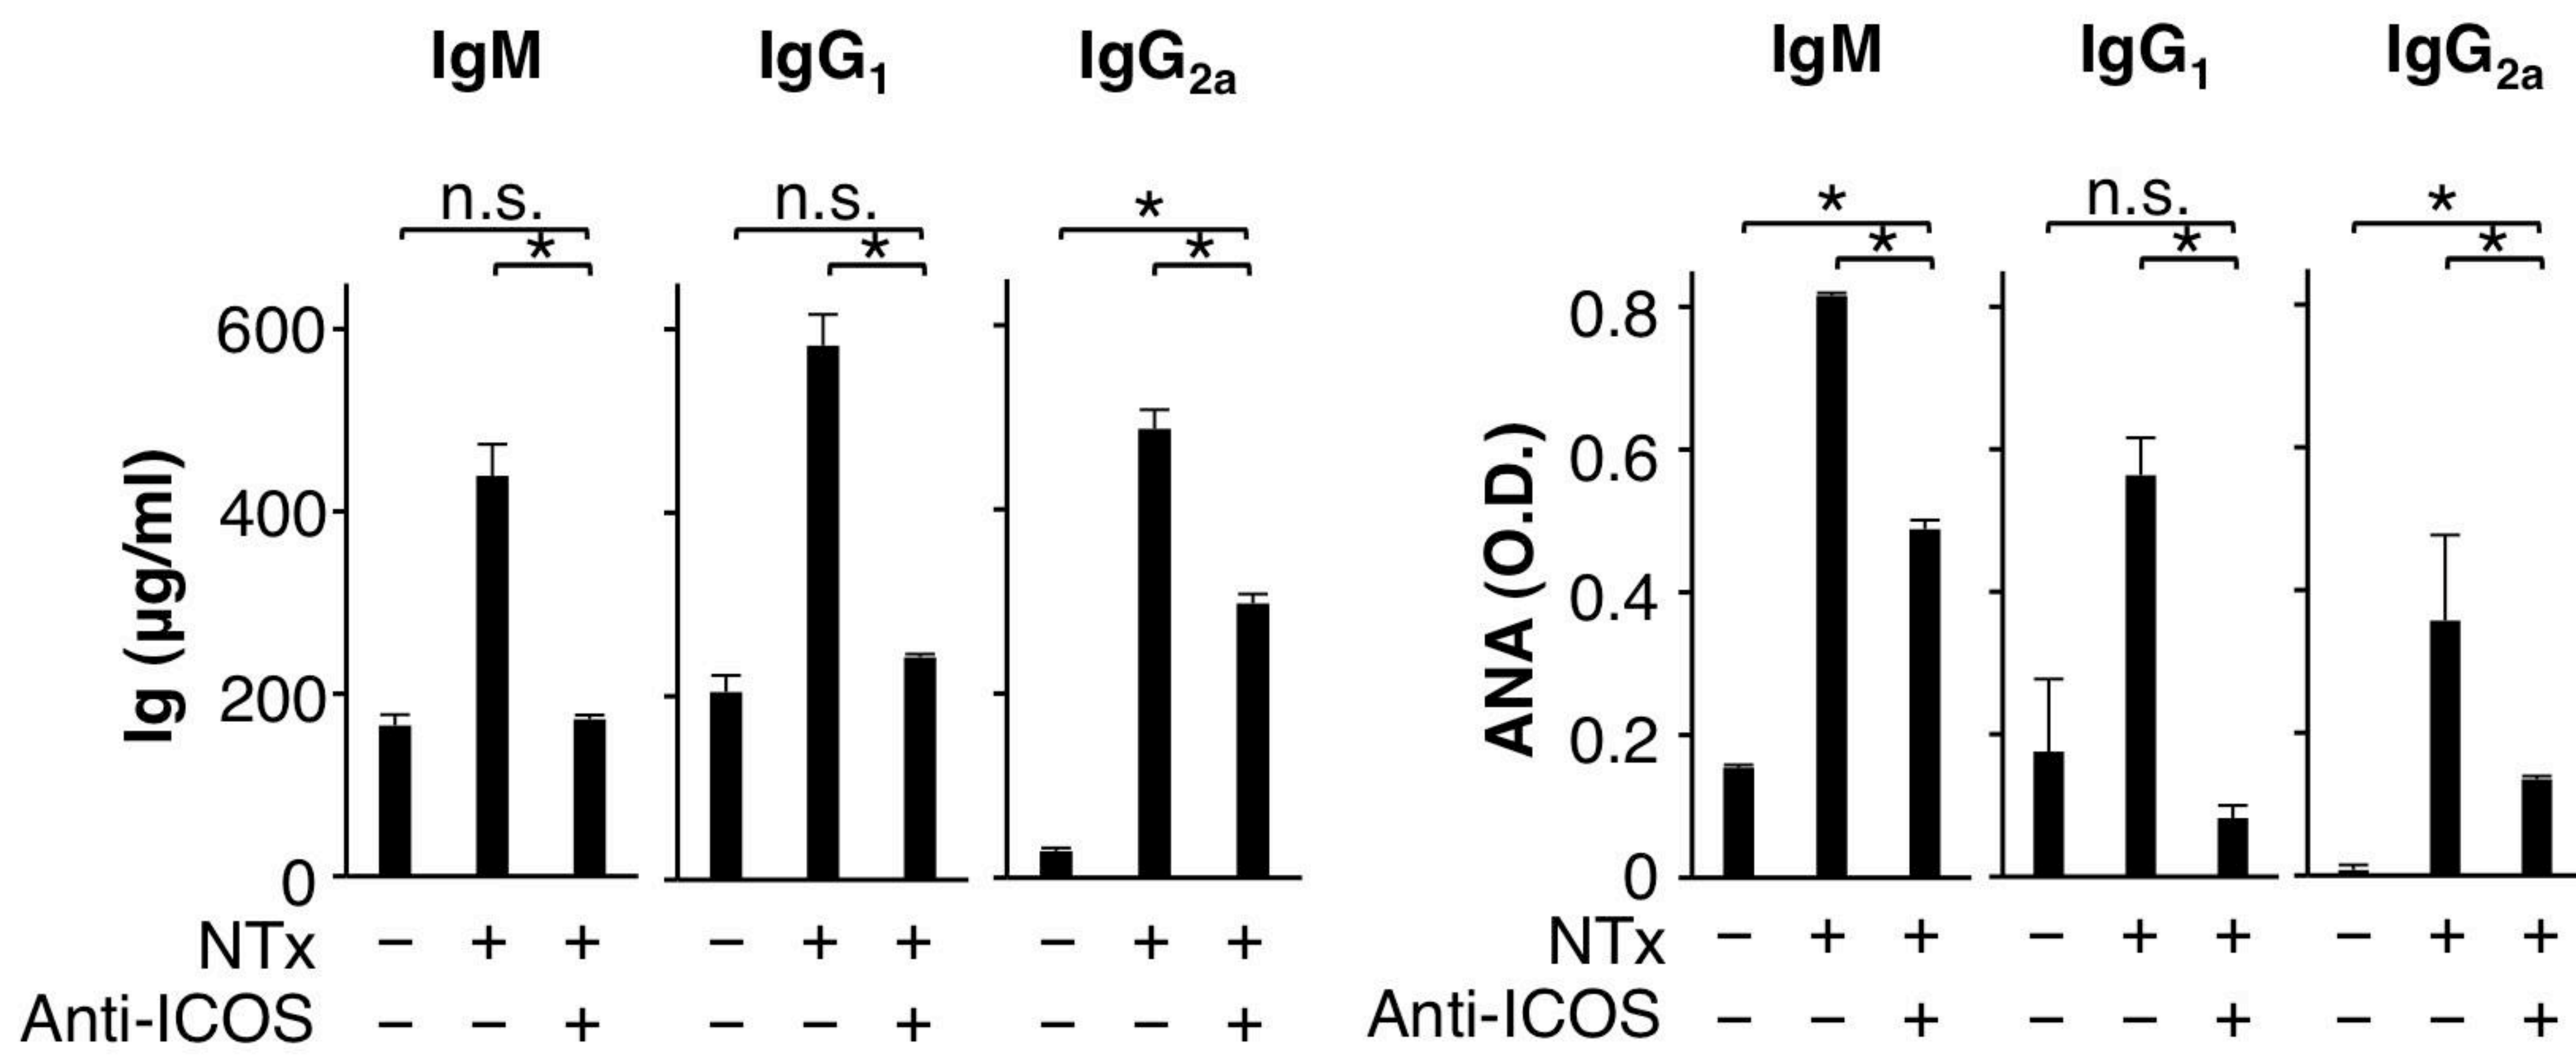 IgM IgG1 IgG2a
n.s. n.s. *
* * *
600
400
200
0
Ig (µg/ml)
NTx − + + − + + − + +
Anti-ICOS − − + − − + − − +
IgM IgG1 IgG2a
* n.s. *
* * *
0.8
0.6
0.4
0.2
0
ANA (O.D.)
NTx − + + − + + − + +
Anti-ICOS − − + − − + − − +